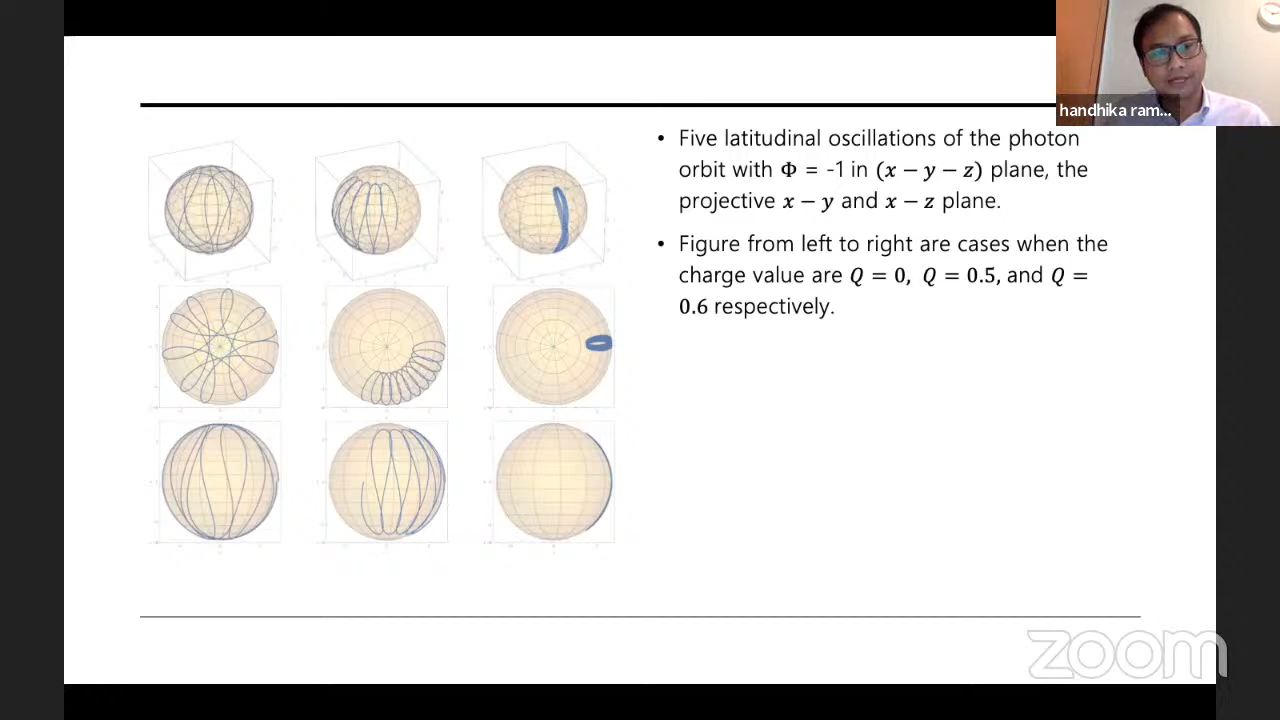 handhika ram...
• Five latitudinal oscillations of the photon
orbit with Φ = -1 in (x − y − z) plane, the
projective x − y and x − z plane.
• Figure from left to right are cases when the
charge value are Q = 0, Q = 0.5, and Q =
0.6 respectively.
zoom